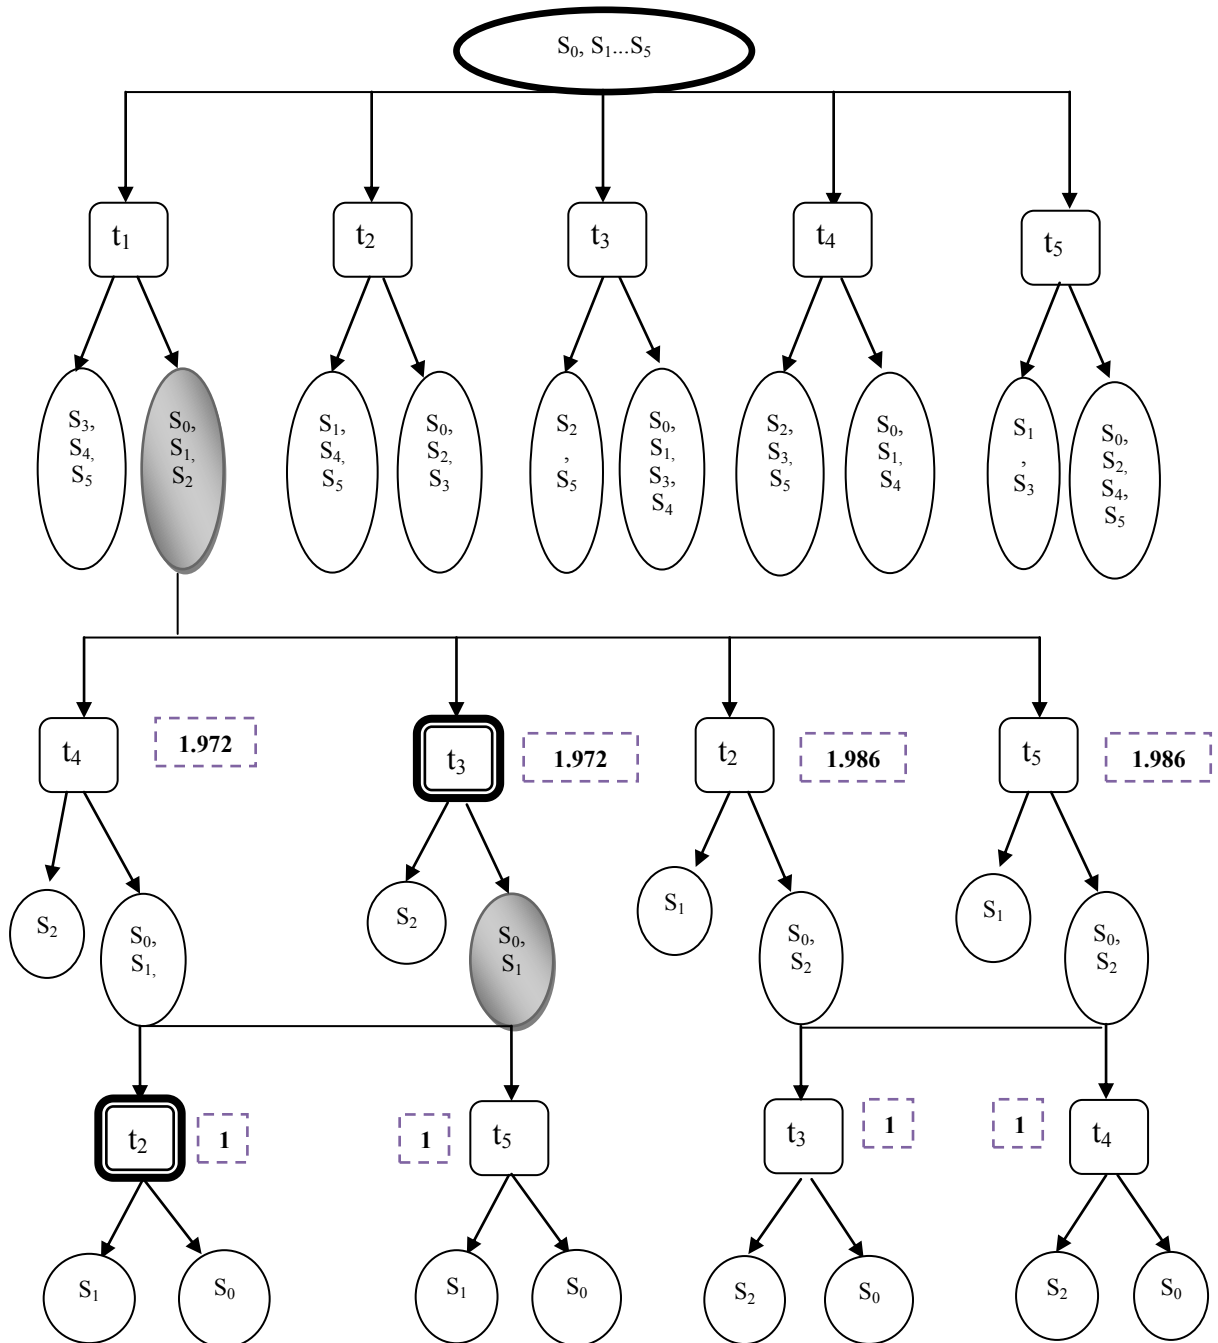 S₀, S₁...S₅
t₁
t₂
t₃
t₄
t₅
S₃,
S₄,
S₅
S₀,
S₁,
S₂
S₁,
S₄,
S₅
S₀,
S₂,
S₃
S₂
,
S₅
S₀,
S₁,
S₃,
S₄
S₂,
S₃,
S₅
S₀,
S₁,
S₄
S₁
,
S₃
S₀,
S₂,
S₄,
S₅
t₄
1.972
t₃
1.972
t₂
1.986
t₅
1.986
S₂
S₀,
S₁,
S₂
S₀,
S₁
S₁
S₀,
S₂
S₁
S₀,
S₂
t₂
1
1
t₅
t₃
1
1
t₄
S₁
S₀
S₁
S₀
S₂
S₀
S₂
S₀